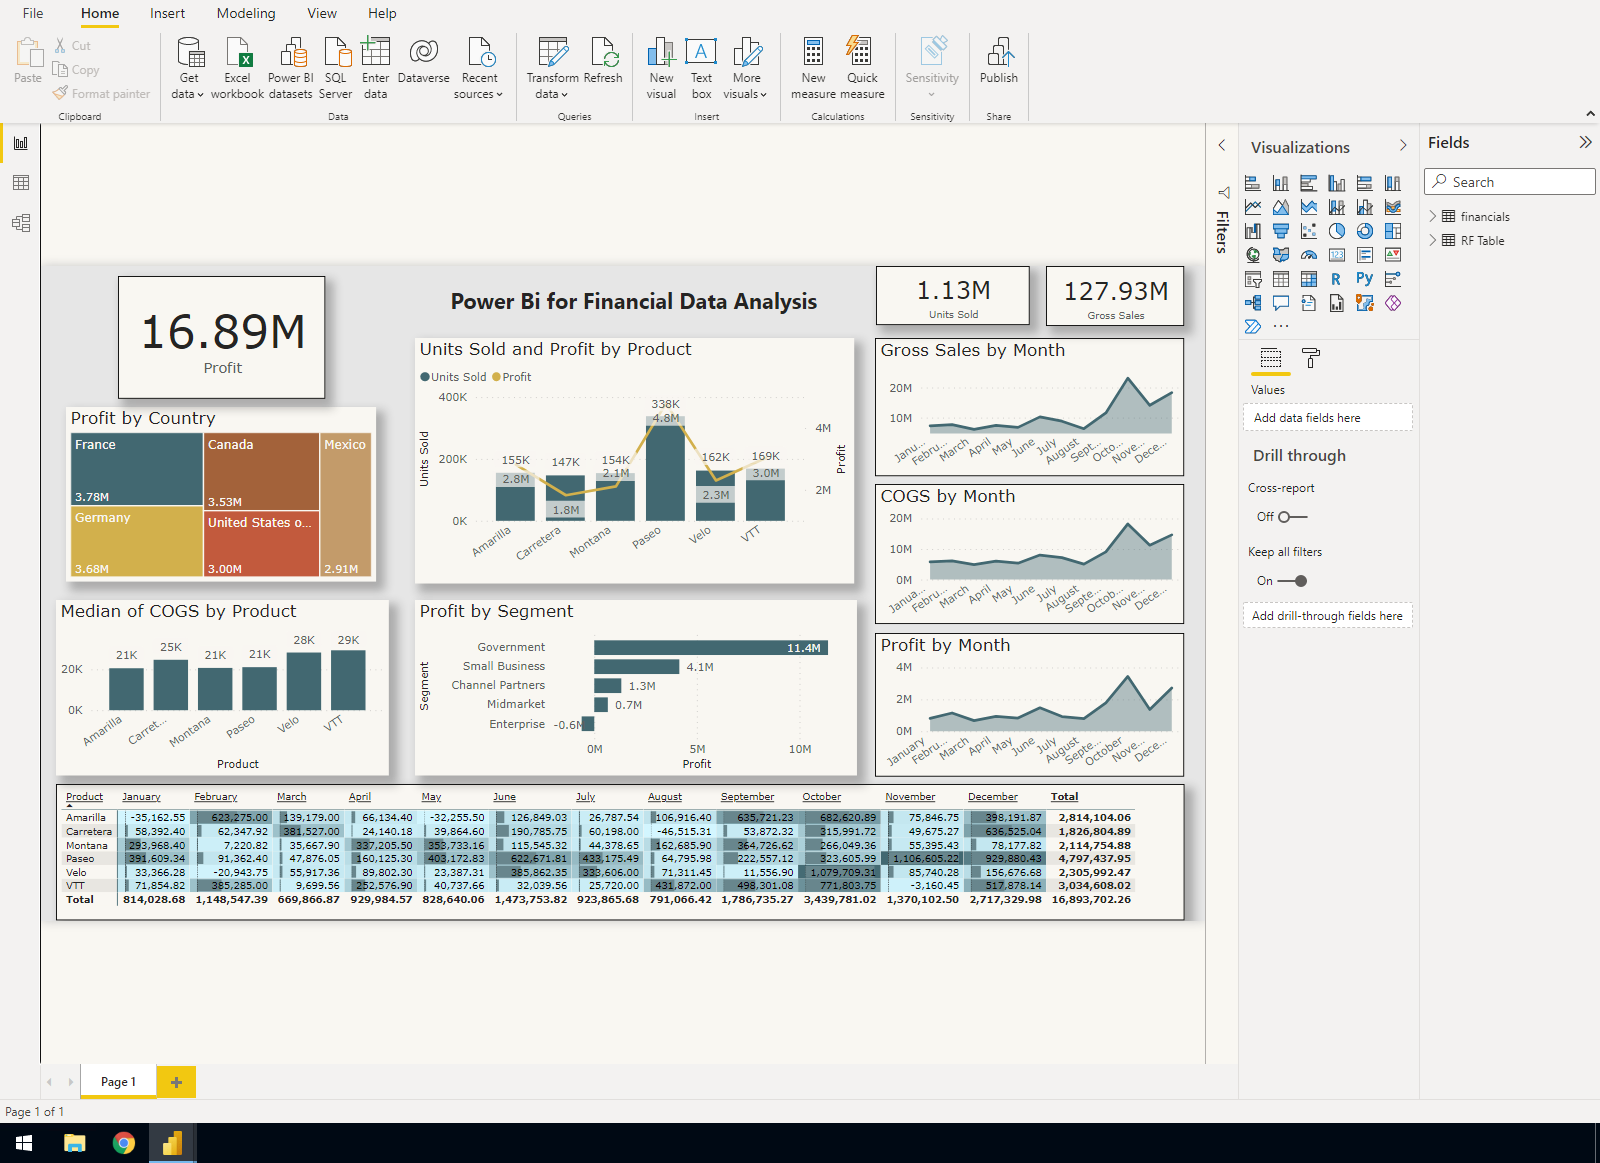 File Home Insert Modeling View Help
Paste
Cut
Copy
Format painter
Clipboard
Get data
Excel workbook
Power BI datasets
SQL Server
Enter data
Dataverse
Recent sources
Data
Transform data
Refresh
Queries
New visual
Text box
More visuals
Insert
New measure
Quick measure
Calculations
Sensitivity
Sensitivity
Publish
Share
16.89M
Profit
Power Bi for Financial Data Analysis
1.13M
Units Sold
127.93M
Gross Sales
Profit by Country
France
3.78M
Germany
3.68M
Canada
3.53M
United States o...
3.00M
Mexico
2.91M
Units Sold and Profit by Product
Units Sold Profit
400K
200K
0K
Units Sold
155K 147K 154K 338K 162K 169K
2.8M 1.8M 2.1M 4.8M 2.3M 3.0M
4M
2M
Profit
Amarilla Carretera Montana Paseo Velo VTT
Gross Sales by Month
20M
10M
Janu... Febru... March April May June July August Sept... Octo... Nove... Dece...
COGS by Month
20M
10M
0M
Janua... Febru... March April May June July August Septe... Octob... Nove... Dece...
Profit by Month
4M
2M
0M
January Febru... March April May June July August Septe... October Nove... Dece...
Median of COGS by Product
20K
0K
21K 25K 21K 21K 28K 29K
Amarilla Carret... Montana Paseo Velo VTT
Product
Profit by Segment
Segment
Government 11.4M
Small Business 4.1M
Channel Partners 1.3M
Midmarket 0.7M
Enterprise -0.6M
0M 5M 10M
Profit
Product January February March April May June July August September October November December Total
Amarilla -35,162.55 623,275.00 139,179.00 66,134.40 -32,255.50 126,849.03 26,787.54 106,916.40 635,721.23 682,620.89 75,846.75 398,191.87 2,814,104.06
Carretera 58,392.40 62,347.92 381,527.00 24,140.18 39,864.60 190,785.75 60,198.00 -46,515.31 53,872.32 315,991.72 49,675.27 636,525.04 1,826,804.89
Montana 293,968.40 7,220.82 35,667.90 337,205.50 353,733.16 115,545.32 44,378.65 162,685.90 364,726.62 266,049.36 55,395.43 78,177.82 2,114,754.88
Paseo 391,609.34 91,362.40 47,876.05 160,125.30 403,172.83 622,671.81 433,175.49 64,795.98 222,557.12 323,605.99 1,106,605.22 929,880.43 4,797,437.95
Velo 33,366.28 -20,943.75 55,917.36 89,802.30 23,387.31 385,862.35 333,606.00 71,311.45 11,556.90 1,079,709.31 85,740.28 156,676.68 2,305,992.47
VTT 71,854.82 385,285.00 9,699.56 252,576.90 40,737.66 32,039.56 25,720.00 431,872.00 498,301.08 771,803.75 -3,160.45 517,878.14 3,034,608.02
Total 814,028.68 1,148,547.39 669,866.87 929,984.57 828,640.06 1,473,753.82 923,865.68 791,066.42 1,786,735.27 3,439,781.02 1,370,102.50 2,717,329.98 16,893,702.26
Filters
Visualizations
123
R Py
Values
Add data fields here
Drill through
Cross-report
Off
Keep all filters
On
Add drill-through fields here
Fields
Search
financials
RF Table
Page 1
Page 1 of 1